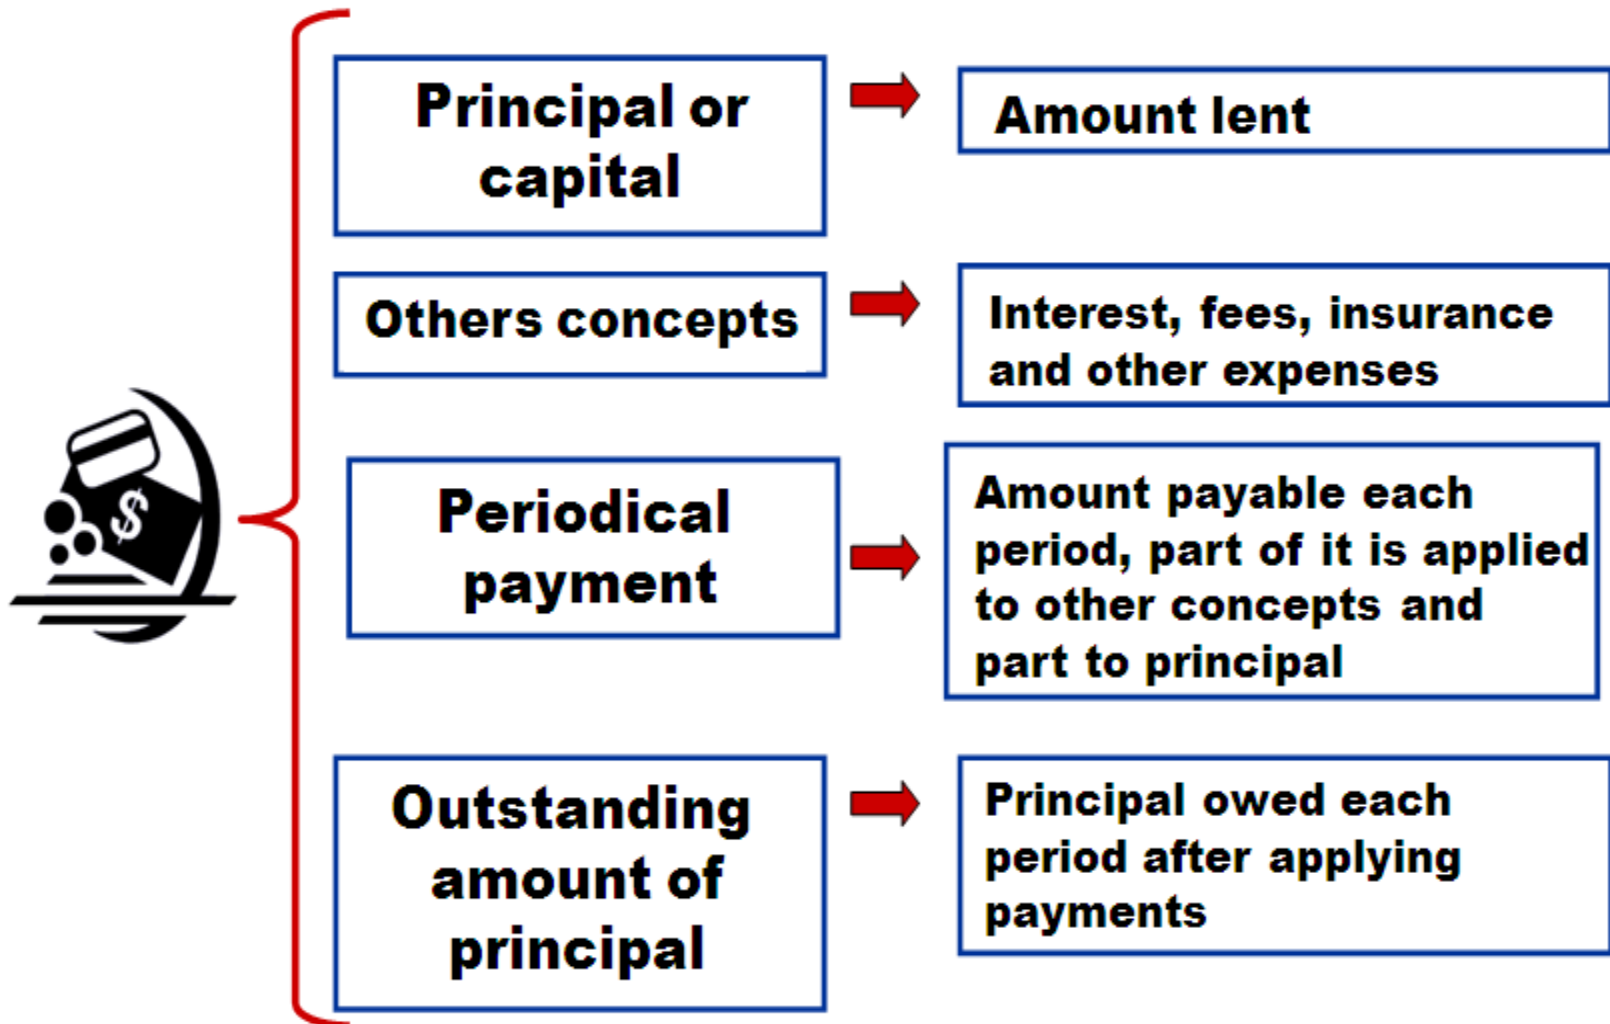 Principal or
capital
Amount lent
Others concepts
Interest, fees, insurance
and other expenses
$
Periodical
payment
Amount payable each
period, part of it is applied
to other concepts and
part to principal
Outstanding
amount of
principal
Principal owed each
period after applying
payments